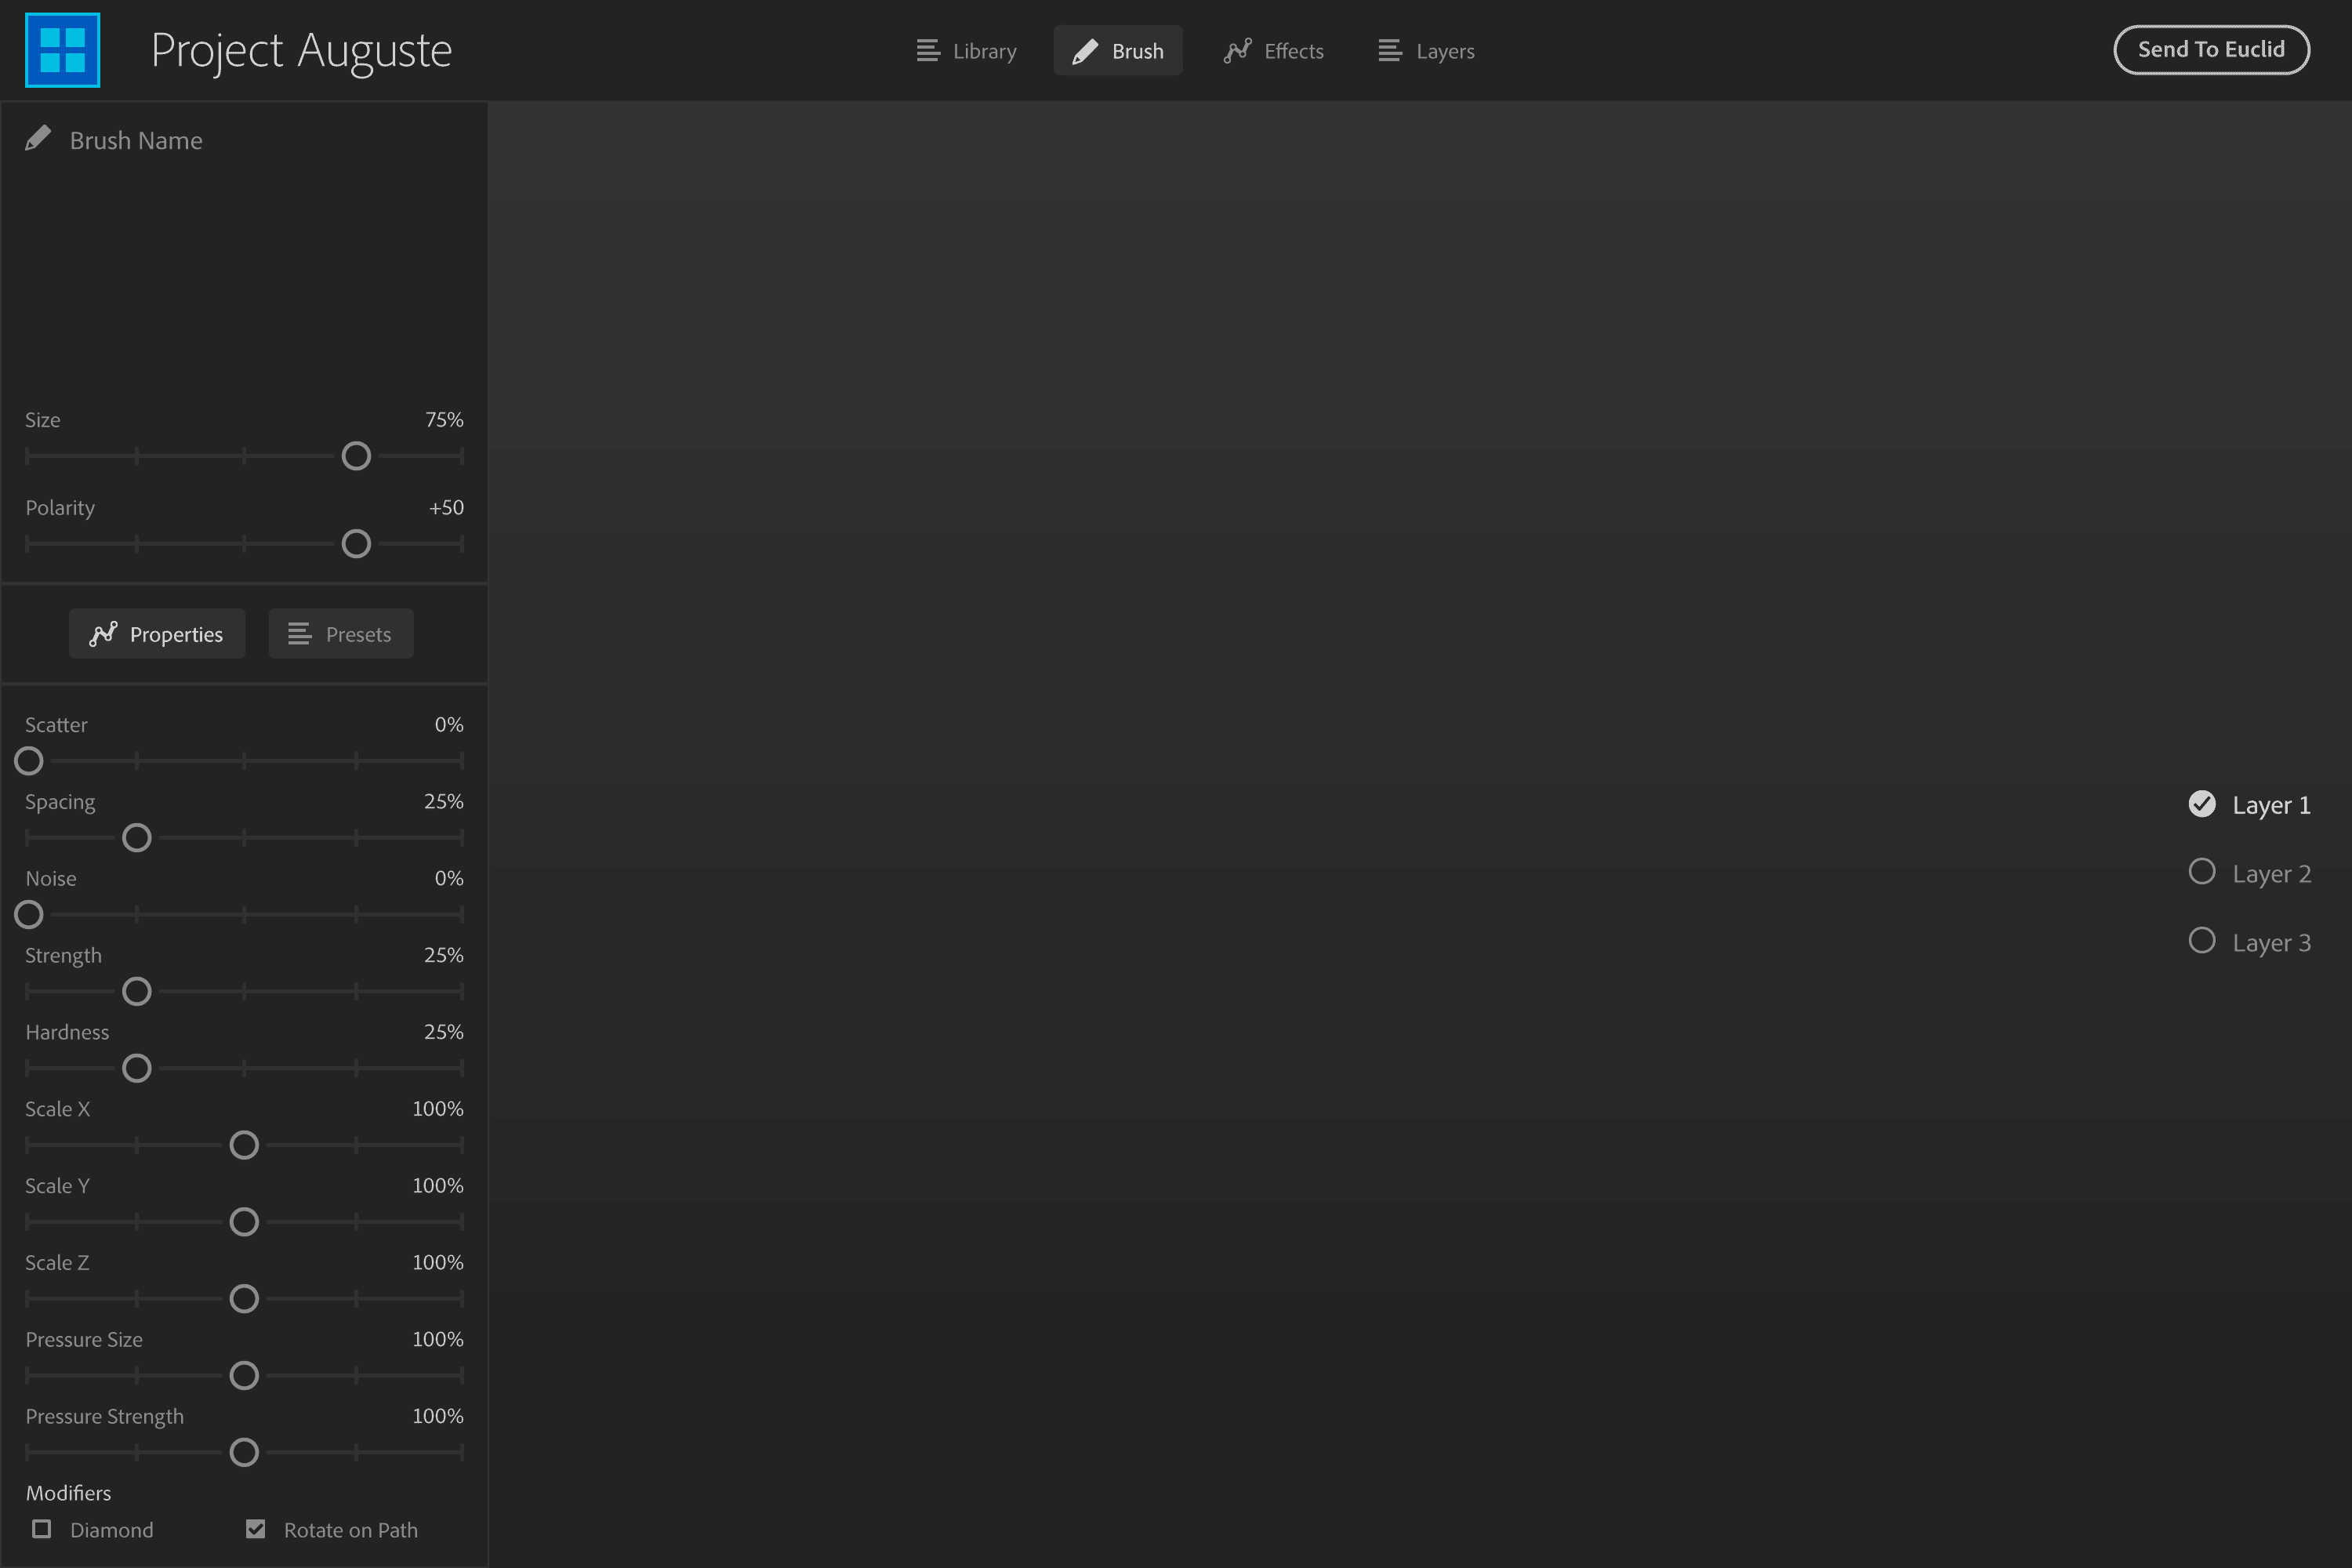 Project Auguste
Library
Brush
Effects
Layers
Send To Euclid
Brush Name
Size 75%
Polarity +50
Properties
Presets
Scatter 0%
Spacing 25%
Noise 0%
Strength 25%
Hardness 25%
Scale X 100%
Scale Y 100%
Scale Z 100%
Pressure Size 100%
Pressure Strength 100%
Modifiers
Diamond
Rotate on Path
Layer 1
Layer 2
Layer 3